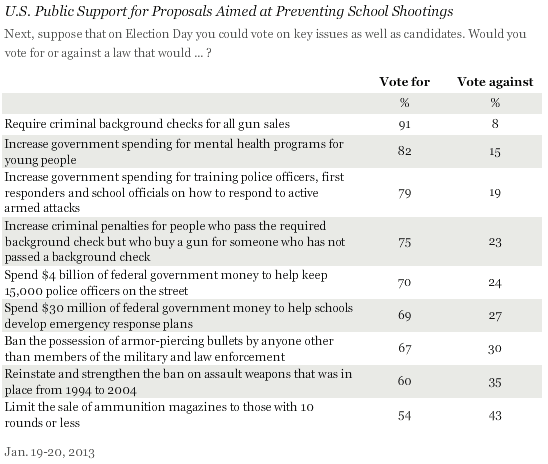 U.S. Public Support for Proposals Aimed at Preventing School Shootings
Next, suppose that on Election Day you could vote on key issues as well as candidates. Would you
vote for or against a law that would ... ?
Vote for Vote against
% %
Require criminal background checks for all gun sales 91 8
Increase government spending for mental health programs for
young people 82 15
Increase government spending for training police officers, first
responders and school officials on how to respond to active
armed attacks 79 19
Increase criminal penalties for people who pass the required
background check but who buy a gun for someone who has not
passed a background check 75 23
Spend $4 billion of federal government money to help keep
15,000 police officers on the street 70 24
Spend $30 million of federal government money to help schools
develop emergency response plans 69 27
Ban the possession of armor-piercing bullets by anyone other
than members of the military and law enforcement 67 30
Reinstate and strengthen the ban on assault weapons that was in
place from 1994 to 2004 60 35
Limit the sale of ammunition magazines to those with 10
rounds or less 54 43
Jan. 19-20, 2013